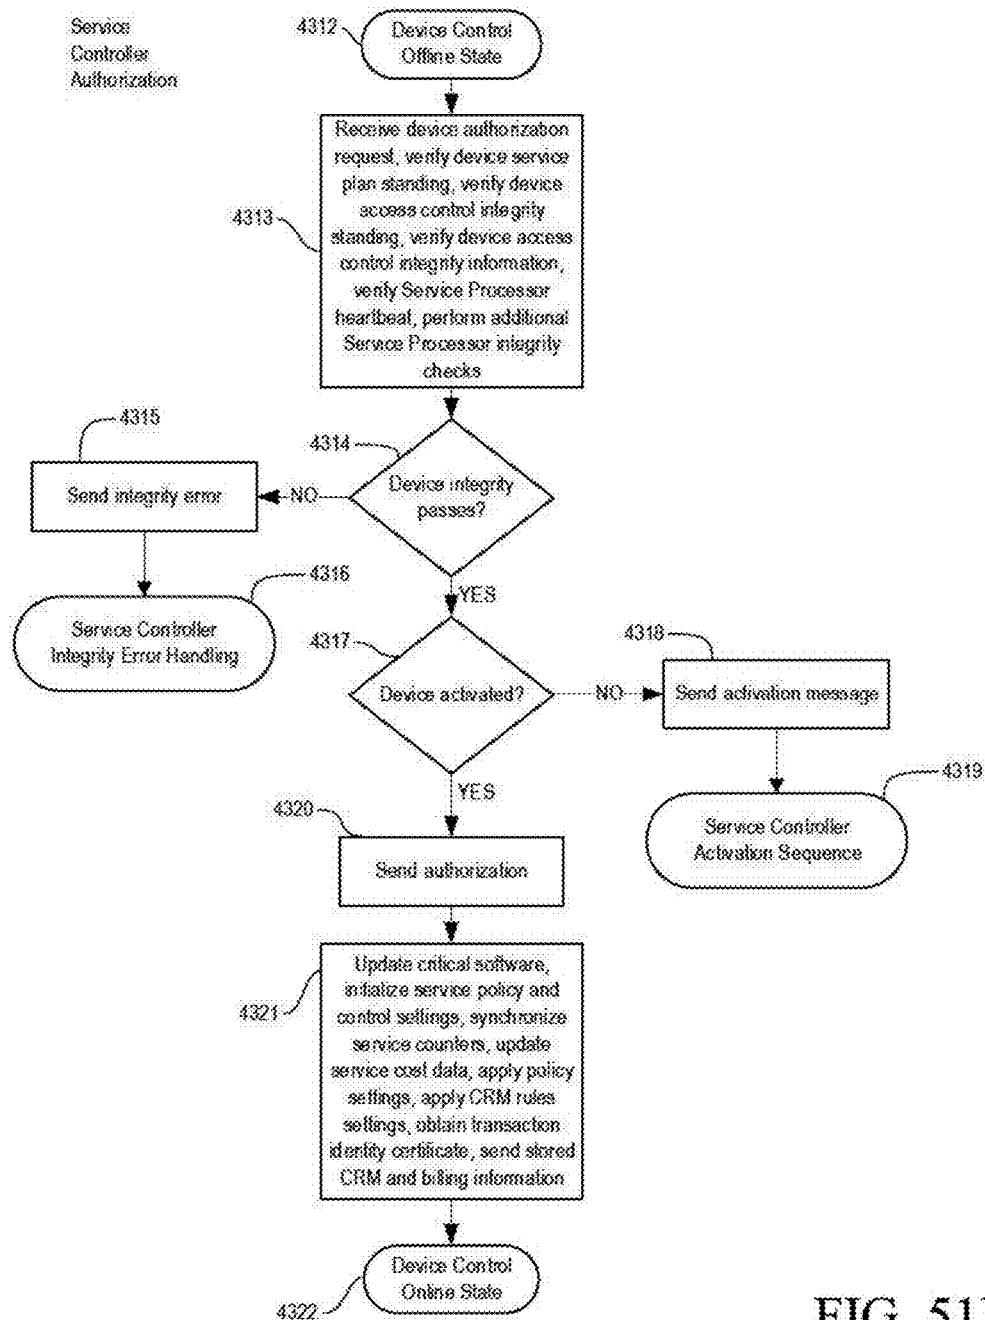 Service
Controller
Authorization
4312
Device Control
Offline State
4313
Receive device authorization
request, verify device service
plan standing, verify device
access control integrity
standing, verify device access
control integrity information,
verify Service Processor
heartbeat, perform additional
Service Processor integrity
checks
4314
Device integrity
passes?
NO
4315
Send integrity error
4316
Service Controller
Integrity Error Handling
YES
4317
Device activated?
NO
4318
Send activation message
4319
Service Controller
Activation Sequence
YES
4320
Send authorization
4321
Update critical software,
initialize service policy and
control settings, synchronize
service counters, update
service cost data, apply policy
settings, apply CRM rules
settings, obtain transaction
identity certificate, send stored
CRM and billing information
4322
Device Control
Online State
FIG.